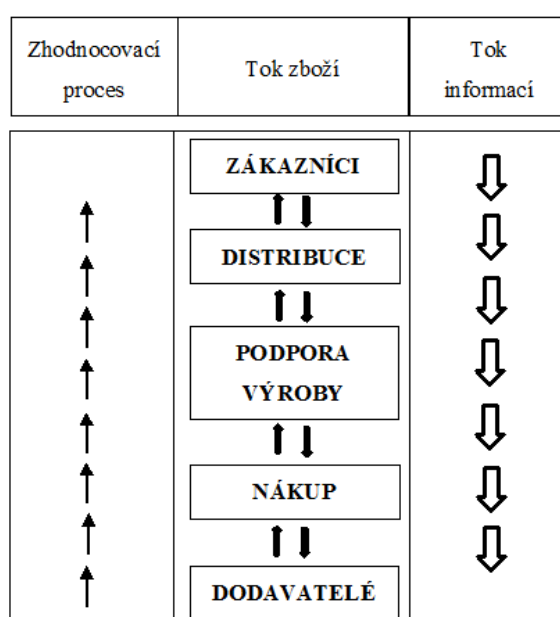 Zhodnocovací
proces
Tok zboží
Tok
informací
ZÁKAZNÍCI
DISTRIBUCE
PODPORA
VÝROBY
NÁKUP
DODAVATELÉ